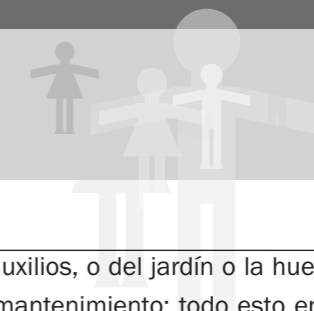 uxilios, o del jardín o la hue
mantenimiento; todo esto en